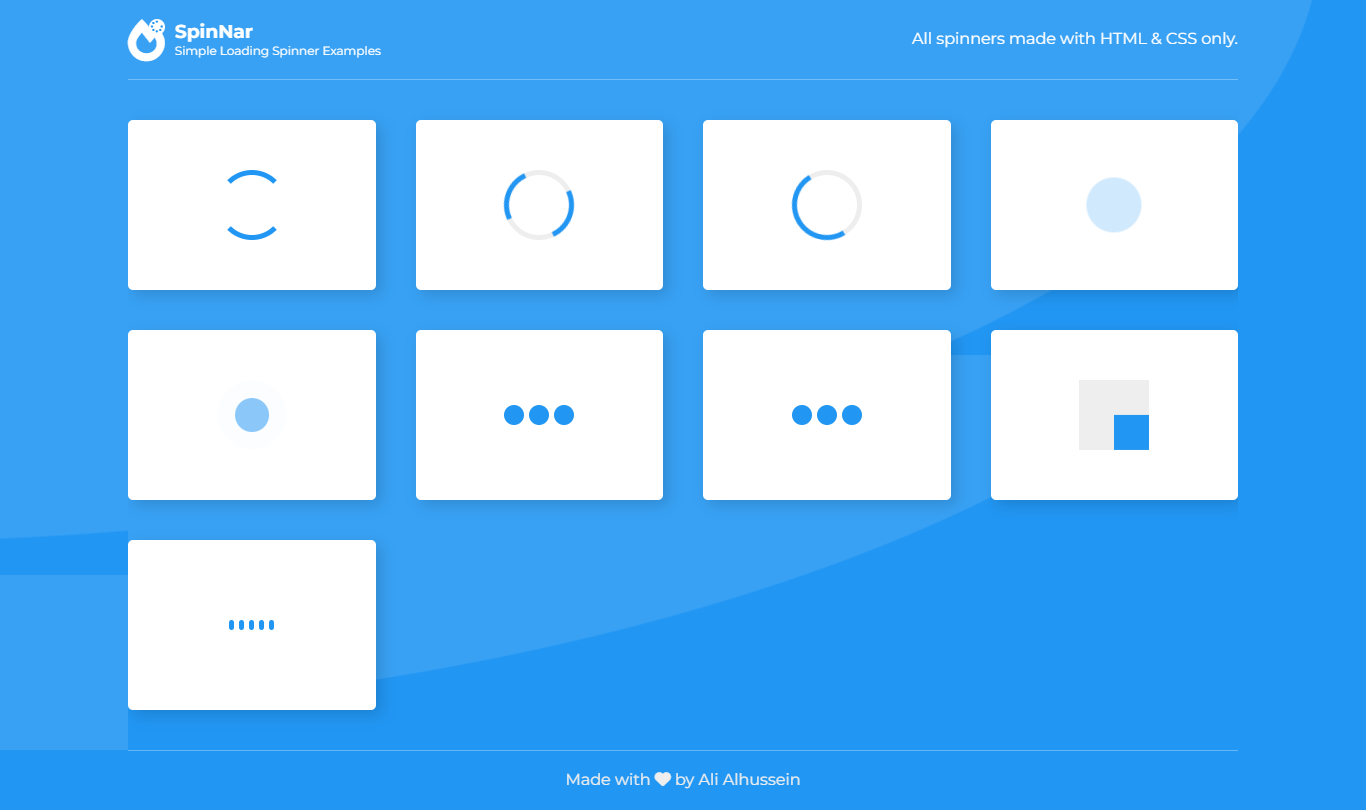 SpinNar
Simple Loading Spinner Examples
All spinners made with HTML & CSS only.
Made with ❤ by Ali Alhussein